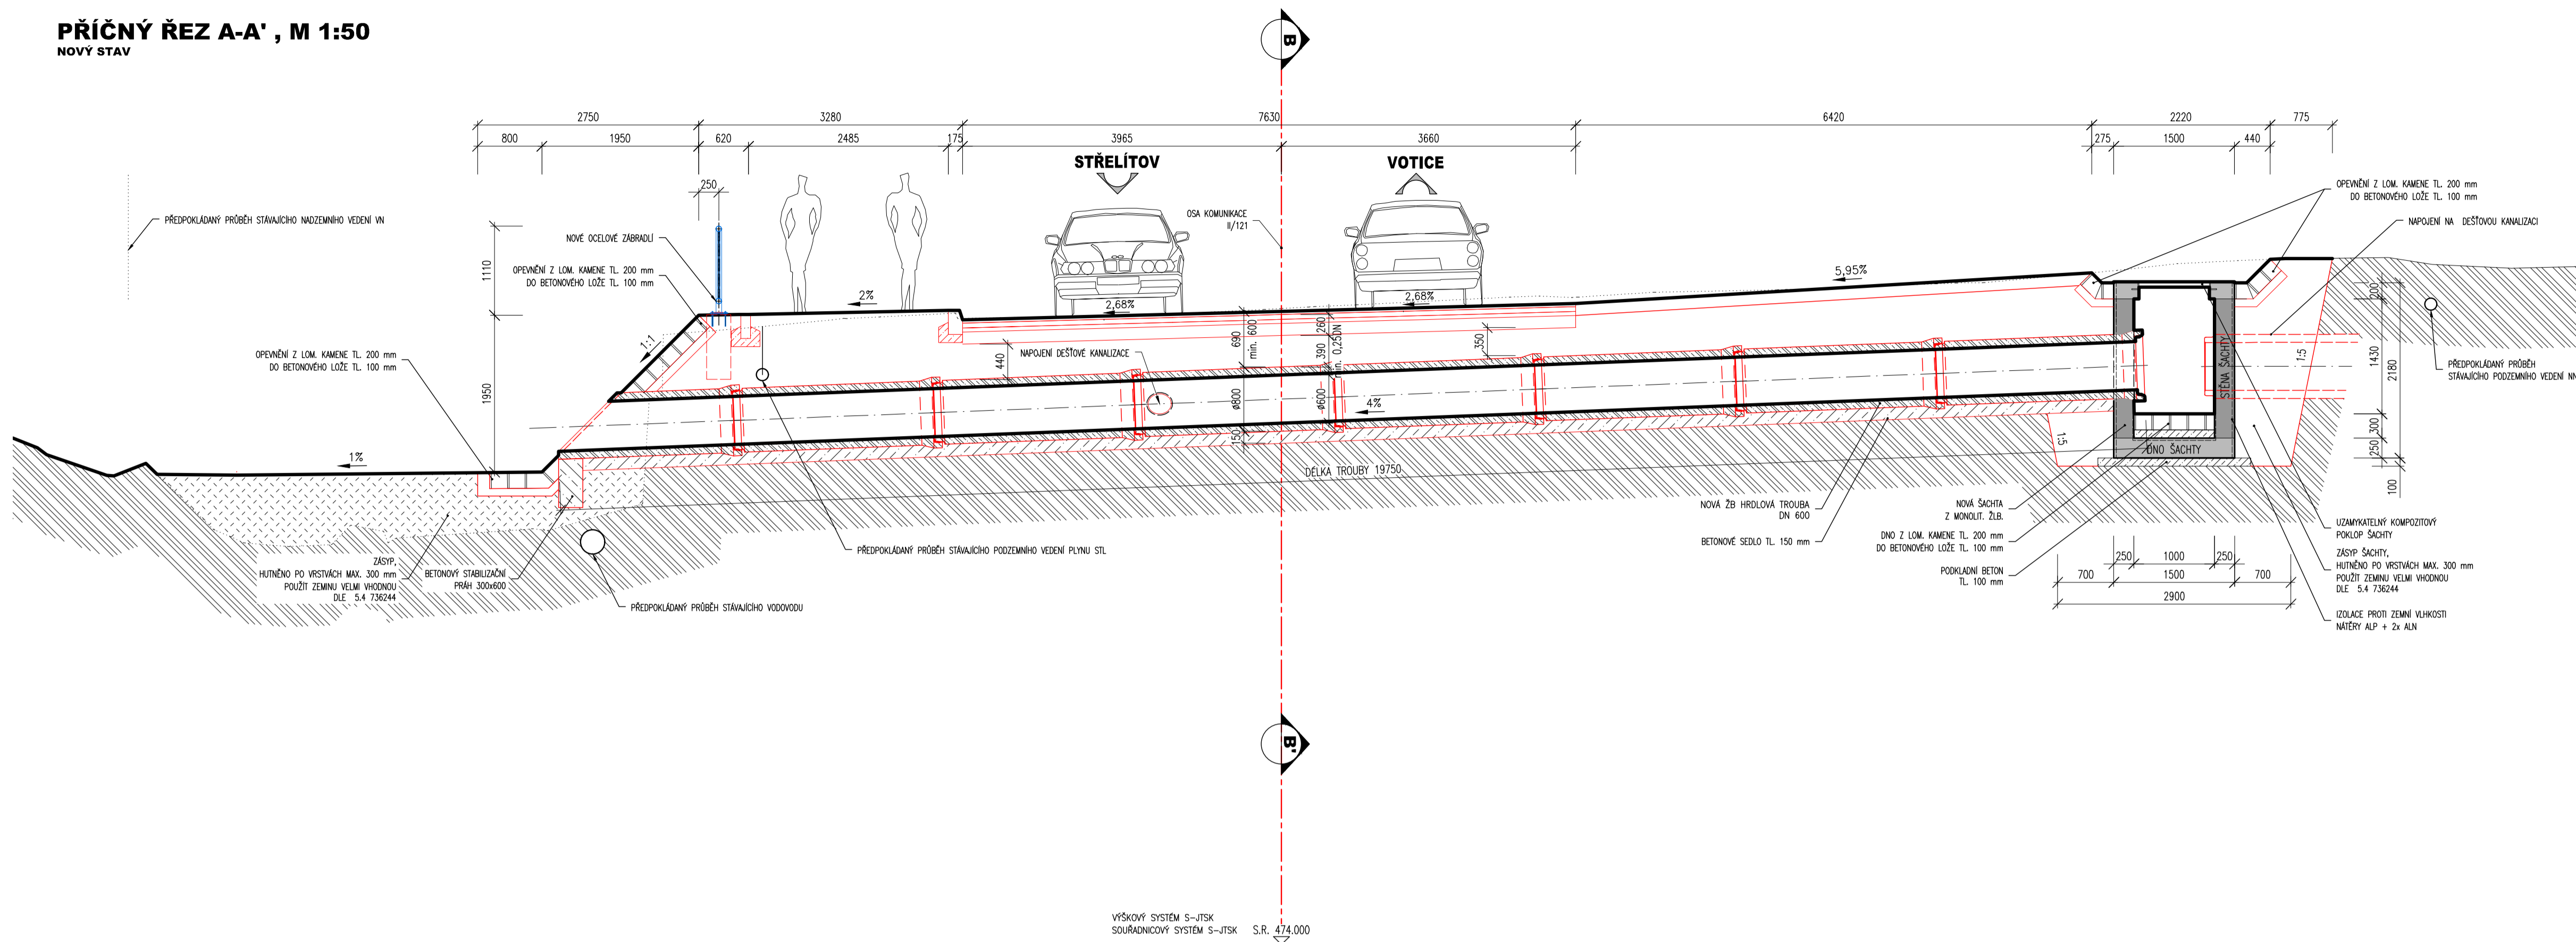 PŘÍČNÝ ŘEZ A-A' , M 1:50
NOVÝ STAV
B
2750
3280
7630
6420
2220
775
800
1950
620
2485
175
3965
3660
275
1500
440
STŘELÍTOV
VOTICE
250
PŘEDPOKLÁDANÝ PRŮBĚH STÁVAJÍCÍHO NADZEMNÍHO VEDENÍ VN
OSA KOMUNIKACE
II/121
NOVÉ OCELOVÉ ZÁBRADLÍ
OPEVNĚNÍ Z LOM. KAMENE TL. 200 mm
DO BETONOVÉHO LOŽE TL. 100 mm
OPEVNĚNÍ Z LOM. KAMENE TL. 200 mm
DO BETONOVÉHO LOŽE TL. 100 mm
NAPOJENÍ NA DEŠŤOVOU KANALIZACI
1110
2%
2,68%
2,68%
5,95%
1:1
OPEVNĚNÍ Z LOM. KAMENE TL. 200 mm
DO BETONOVÉHO LOŽE TL. 100 mm
1950
440
NAPOJENÍ DEŠŤOVÉ KANALIZACE
690
min. 600
260
390
min. 0,25DN
350
ø800
ø600
150
4%
STĚNA ŠACHTY
1:5
1:5
200
1430
2180
300
250
100
PŘEDPOKLÁDANÝ PRŮBĚH
STÁVAJÍCÍHO PODZEMNÍHO VEDENÍ NN
1%
DÉLKA TROUBY 19750
DNO ŠACHTY
NOVÁ ŽB HRDLOVÁ TROUBA
DN 600
BETONOVÉ SEDLO TL. 150 mm
NOVÁ ŠACHTA
Z MONOLIT. ŽLB.
DNO Z LOM. KAMENE TL. 200 mm
DO BETONOVÉHO LOŽE TL. 100 mm
PODKLADNÍ BETON
TL. 100 mm
UZAMYKATELNÝ KOMPOZITOVÝ
POKLOP ŠACHTY
ZÁSYP ŠACHTY,
HUTNĚNO PO VRSTVÁCH MAX. 300 mm
POUŽÍT ZEMINU VELMI VHODNOU
DLE 5.4 736244
IZOLACE PROTI ZEMNÍ VLHKOSTI
NÁTĚRY ALP + 2x ALN
250
1000
250
700
1500
700
2900
ZÁSYP,
HUTNĚNO PO VRSTVÁCH MAX. 300 mm
POUŽÍT ZEMINU VELMI VHODNOU
DLE 5.4 736244
BETONOVÝ STABILIZAČNÍ
PRÁH 300x600
PŘEDPOKLÁDANÝ PRŮBĚH STÁVAJÍCÍHO PODZEMNÍHO VEDENÍ PLYNU STL
PŘEDPOKLÁDANÝ PRŮBĚH STÁVAJÍCÍHO VODOVODU
B'
VÝŠKOVÝ SYSTÉM S-JTSK
SOUŘADNICOVÝ SYSTÉM S-JTSK
S.R. 474.000